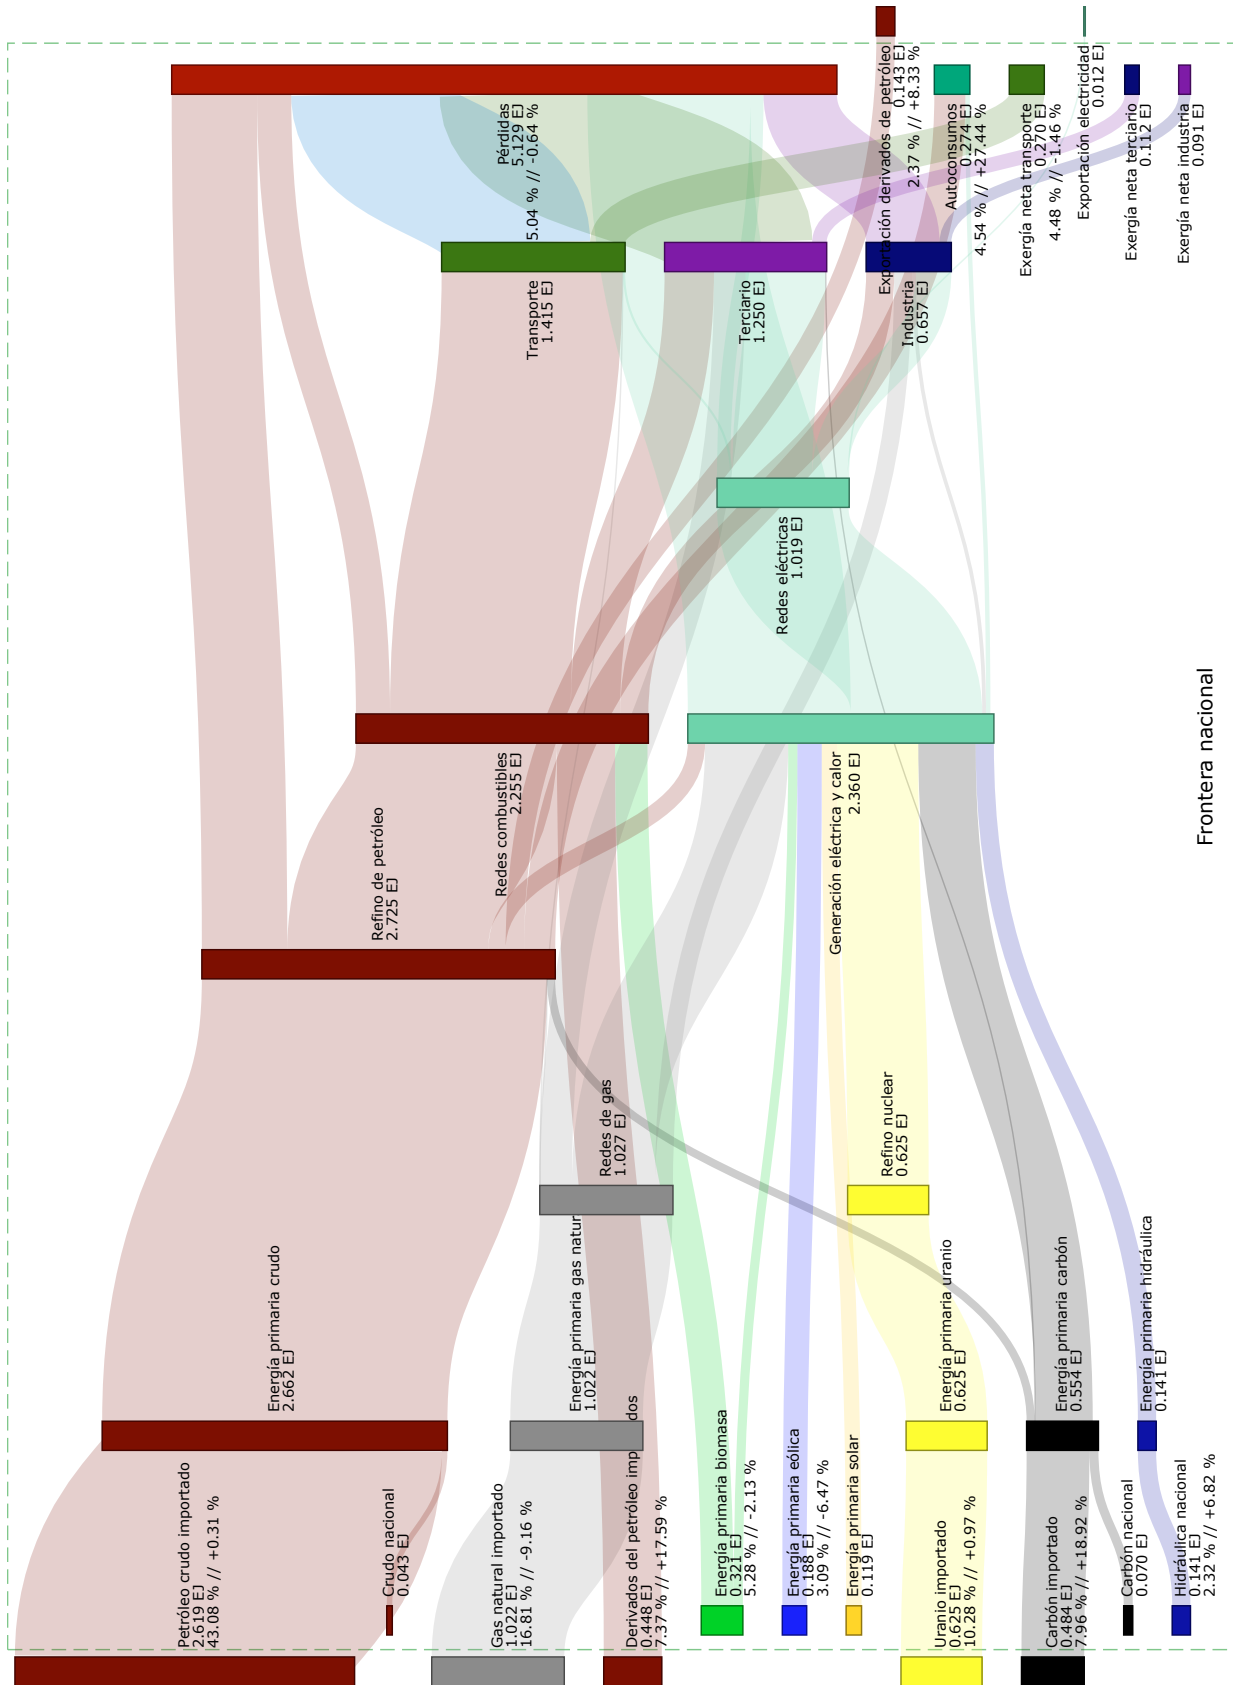 Petróleo crudo importado
2.619 EJ
43.08 % // +0.31 %
Crudo nacional
0.043 EJ
Gas natural importado
1.022 EJ
16.81 % // -9.16 %
Derivados del petróleo imp dos
0.448 EJ
7.37 % // +17.59 %
Energía primaria biomasa
0.321 EJ
5.28 % // -2.13 %
Energía primaria eólica
0.188 EJ
3.09 % // -6.47 %
Energía primaria solar
0.119 EJ
Uranio importado
0.625 EJ
10.28 % // +0.97 %
Carbón importado
0.484 EJ
7.96 % // +18.92 %
Carbón nacional
0.070 EJ
Hidráulica nacional
0.141 EJ
2.32 % // +6.82 %
Energía primaria crudo
2.662 EJ
Energía primaria gas natur
1.022 EJ
Energía primaria uranio
0.625 EJ
Energía primaria carbón
0.554 EJ
Energía primaria hidráulica
0.141 EJ
Redes de gas
1.027 EJ
Refino nuclear
0.625 EJ
Refino de petróleo
2.725 EJ
Redes combustibles
2.255 EJ
Generación eléctrica y calor
2.360 EJ
Redes eléctricas
1.019 EJ
Transporte
1.415 EJ
Terciario
1.250 EJ
Industria
0.657 EJ
Pérdidas
5.129 EJ
5.04 % // -0.64 %
Exportación derivados de petróleo
0.143 EJ
2.37 % // +8.33 %
Autoconsumos
0.274 EJ
4.54 % // +27.44 %
Exergía neta transporte
0.270 EJ
4.48 % // -1.46 %
Exportación electricidad
0.012 EJ
Exergía neta terciario
0.112 EJ
Exergía neta industria
0.091 EJ
Frontera nacional